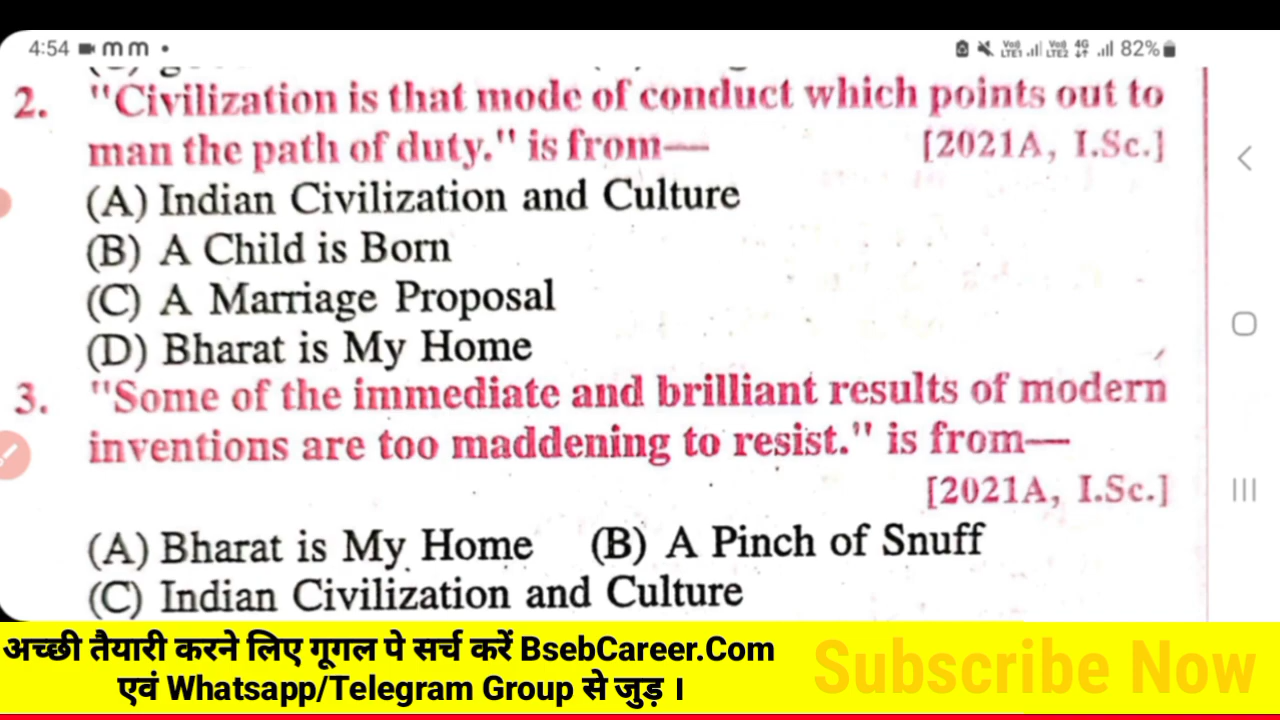 4:54 m m •
LTE1 LTE2 4G 82%
2. "Civilization is that mode of conduct which points out to
man the path of duty." is from—
[2021A, I.Sc.]
(A) Indian Civilization and Culture
(B) A Child is Born
(C) A Marriage Proposal
(D) Bharat is My Home
3. "Some of the immediate and brilliant results of modern
inventions are too maddening to resist." is from—
[2021A, I.Sc.]
(A) Bharat is My Home (B) A Pinch of Snuff
(C) Indian Civilization and Culture
अच्छी तैयारी करने लिए गूगल पे सर्च करें BsebCareer.Com
एवं Whatsapp/Telegram Group से जुड़ ।
Subscribe Now